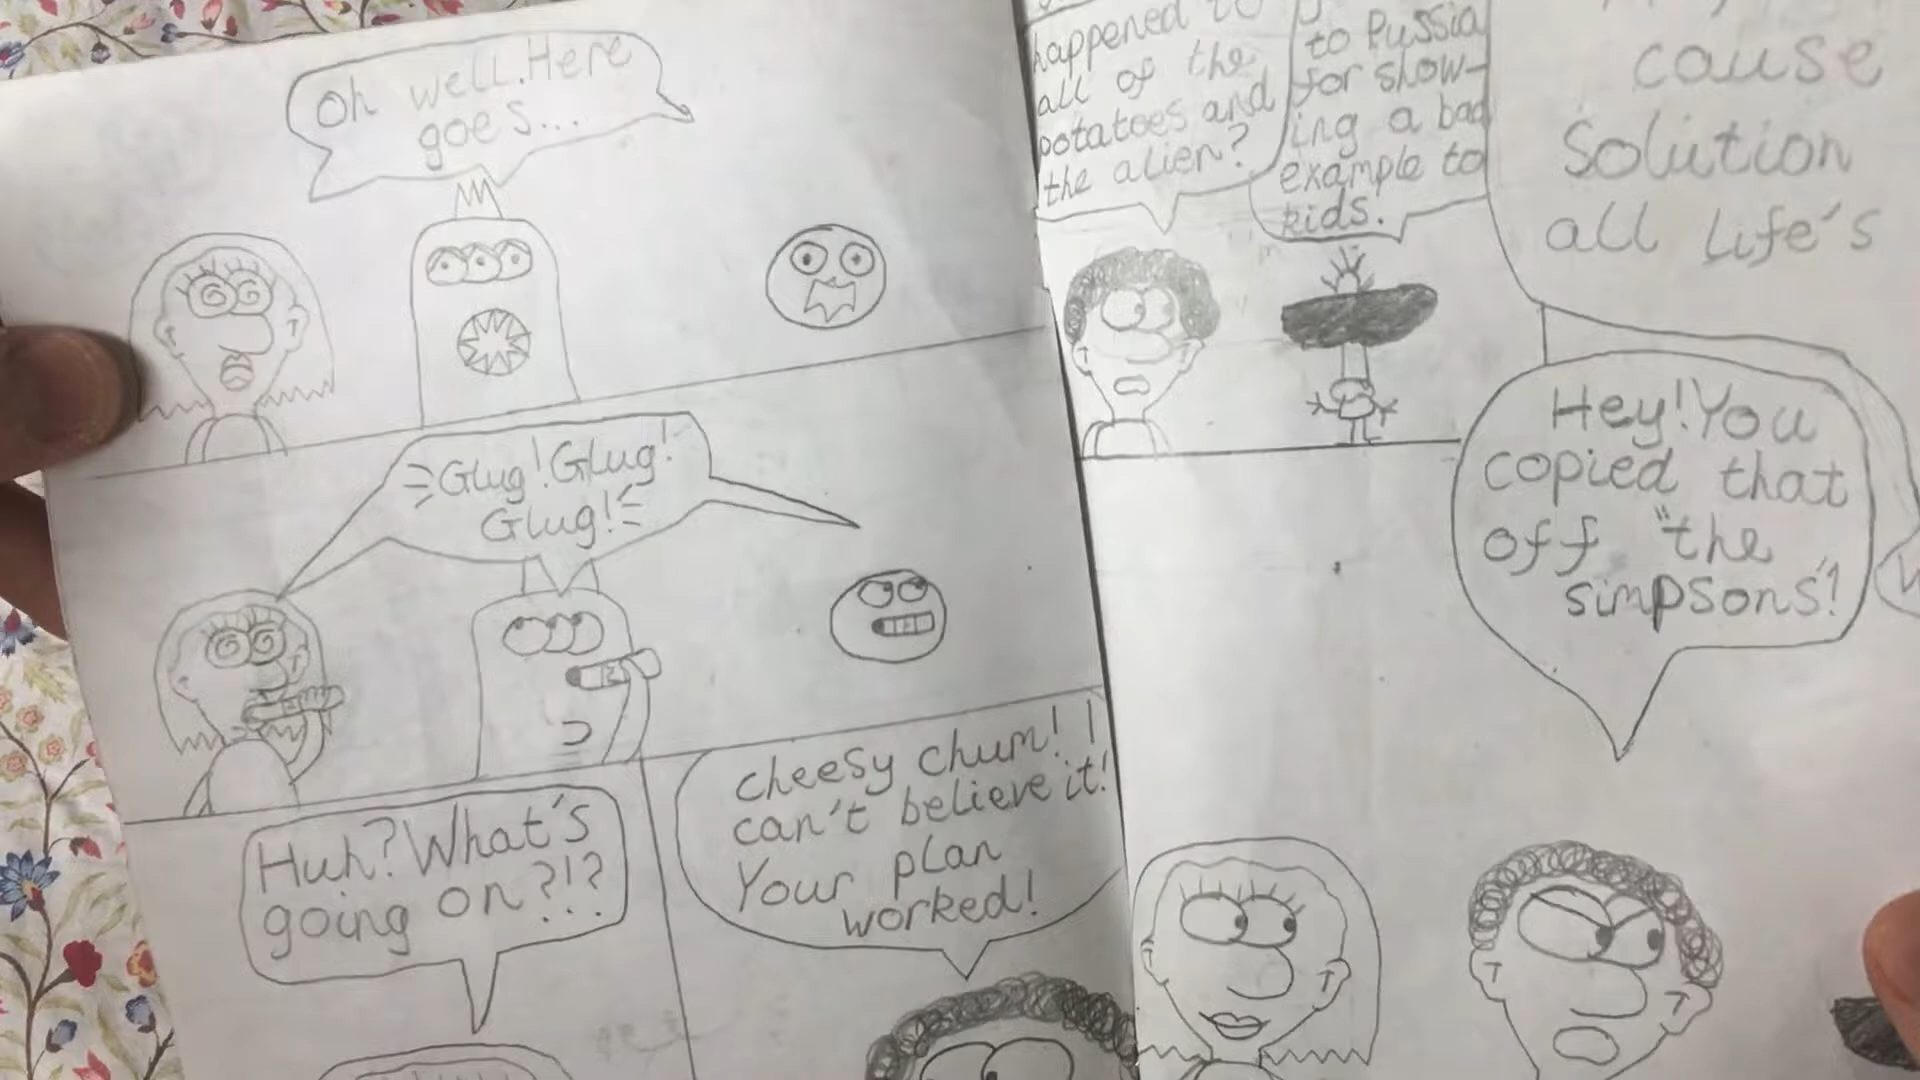 Oh well. Here
goes...
Glug! Glug!
Glug!
Huh? What's
going on?!?
cheesy chum! I
can't believe it!
Your plan
worked!
happened to
all of the
potatoes and
the alien?
to Russia
for show-
ing a bad
example to
kids!
cause
Solution
all Life's
Hey! You
copied that
off "the
simpsons"!